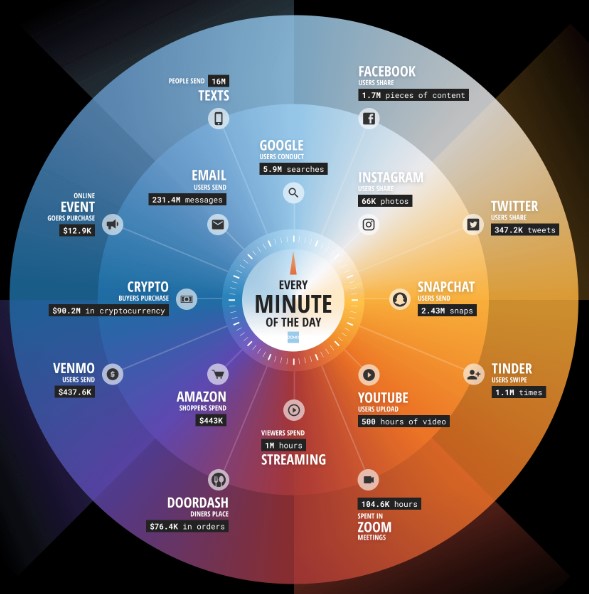 PEOPLE SEND 16M
TEXTS
FACEBOOK
USERS SHARE
1.7M pieces of content
GOOGLE
USERS CONDUCT
5.9M searches
EMAIL
USERS SEND
231.4M messages
INSTAGRAM
USERS SHARE
66K photos
ONLINE
EVENT
GOERS PURCHASE
$12.9K
TWITTER
USERS SHARE
347.2K tweets
CRYPTO
BUYERS PURCHASE
$90.2M in cryptocurrency
EVERY
MINUTE
OF THE DAY
SNAPCHAT
USERS SEND
2.43M snaps
VENMO
USERS SEND
$437.6K
AMAZON
SHOPPERS SPEND
$443K
YOUTUBE
USERS UPLOAD
500 hours of video
TINDER
USERS SWIPE
1.1M times
VIEWERS SPEND
1M hours
STREAMING
DOORDASH
DINERS PLACE
$76.4K in orders
104.6K hours
SPENT IN
ZOOM
MEETINGS